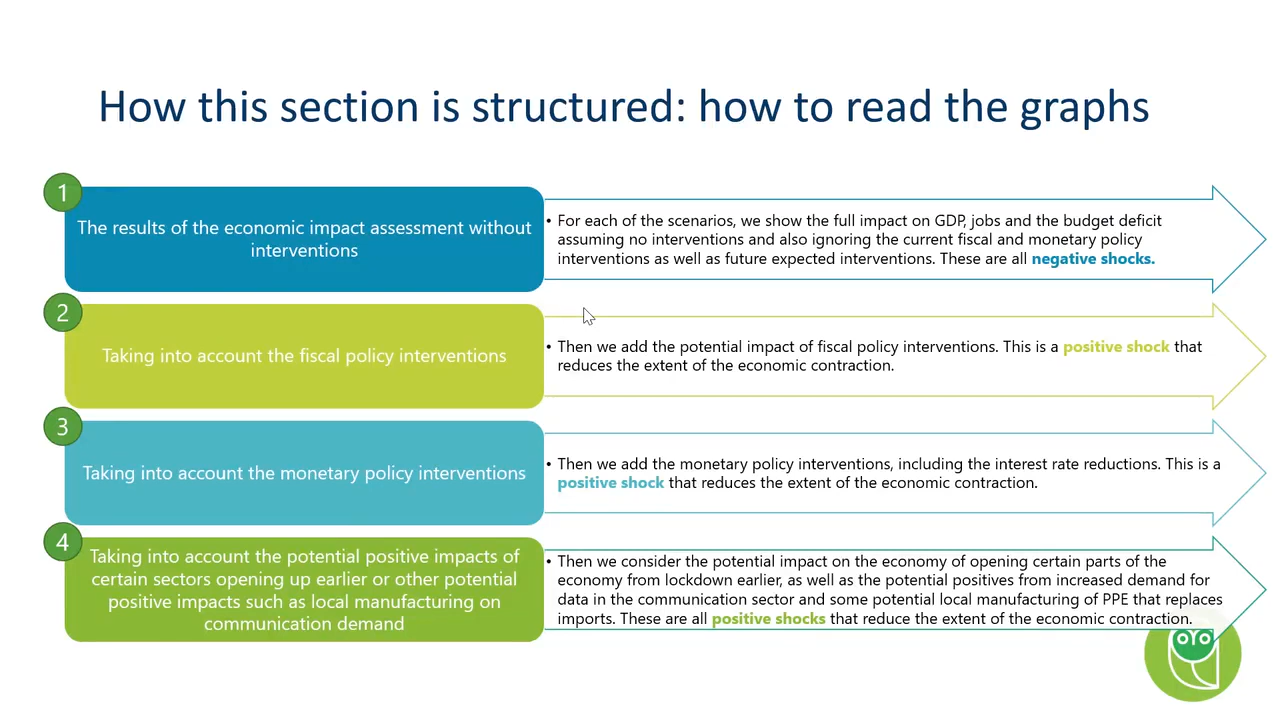 How this section is structured: how to read the graphs
1
The results of the economic impact assessment without
interventions
• For each of the scenarios, we show the full impact on GDP, jobs and the budget deficit
assuming no interventions and also ignoring the current fiscal and monetary policy
interventions as well as future expected interventions. These are all negative shocks.
2
Taking into account the fiscal policy interventions
• Then we add the potential impact of fiscal policy interventions. This is a positive shock that
reduces the extent of the economic contraction.
3
Taking into account the monetary policy interventions
• Then we add the monetary policy interventions, including the interest rate reductions. This is a
positive shock that reduces the extent of the economic contraction.
4
Taking into account the potential positive impacts of
certain sectors opening up earlier or other potential
positive impacts such as local manufacturing on
communication demand
• Then we consider the potential impact on the economy of opening certain parts of the
economy from lockdown earlier, as well as the potential positives from increased demand for
data in the communication sector and some potential local manufacturing of PPE that replaces
imports. These are all positive shocks that reduce the extent of the economic contraction.